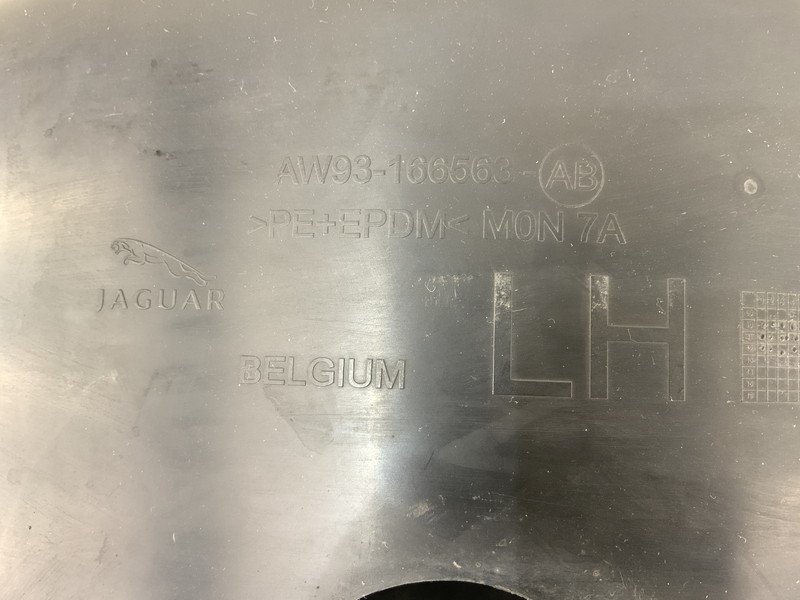 AW93-166563-AB
>PE+EPDM< M0N 7A
JAGUAR
LH
BELGIUM